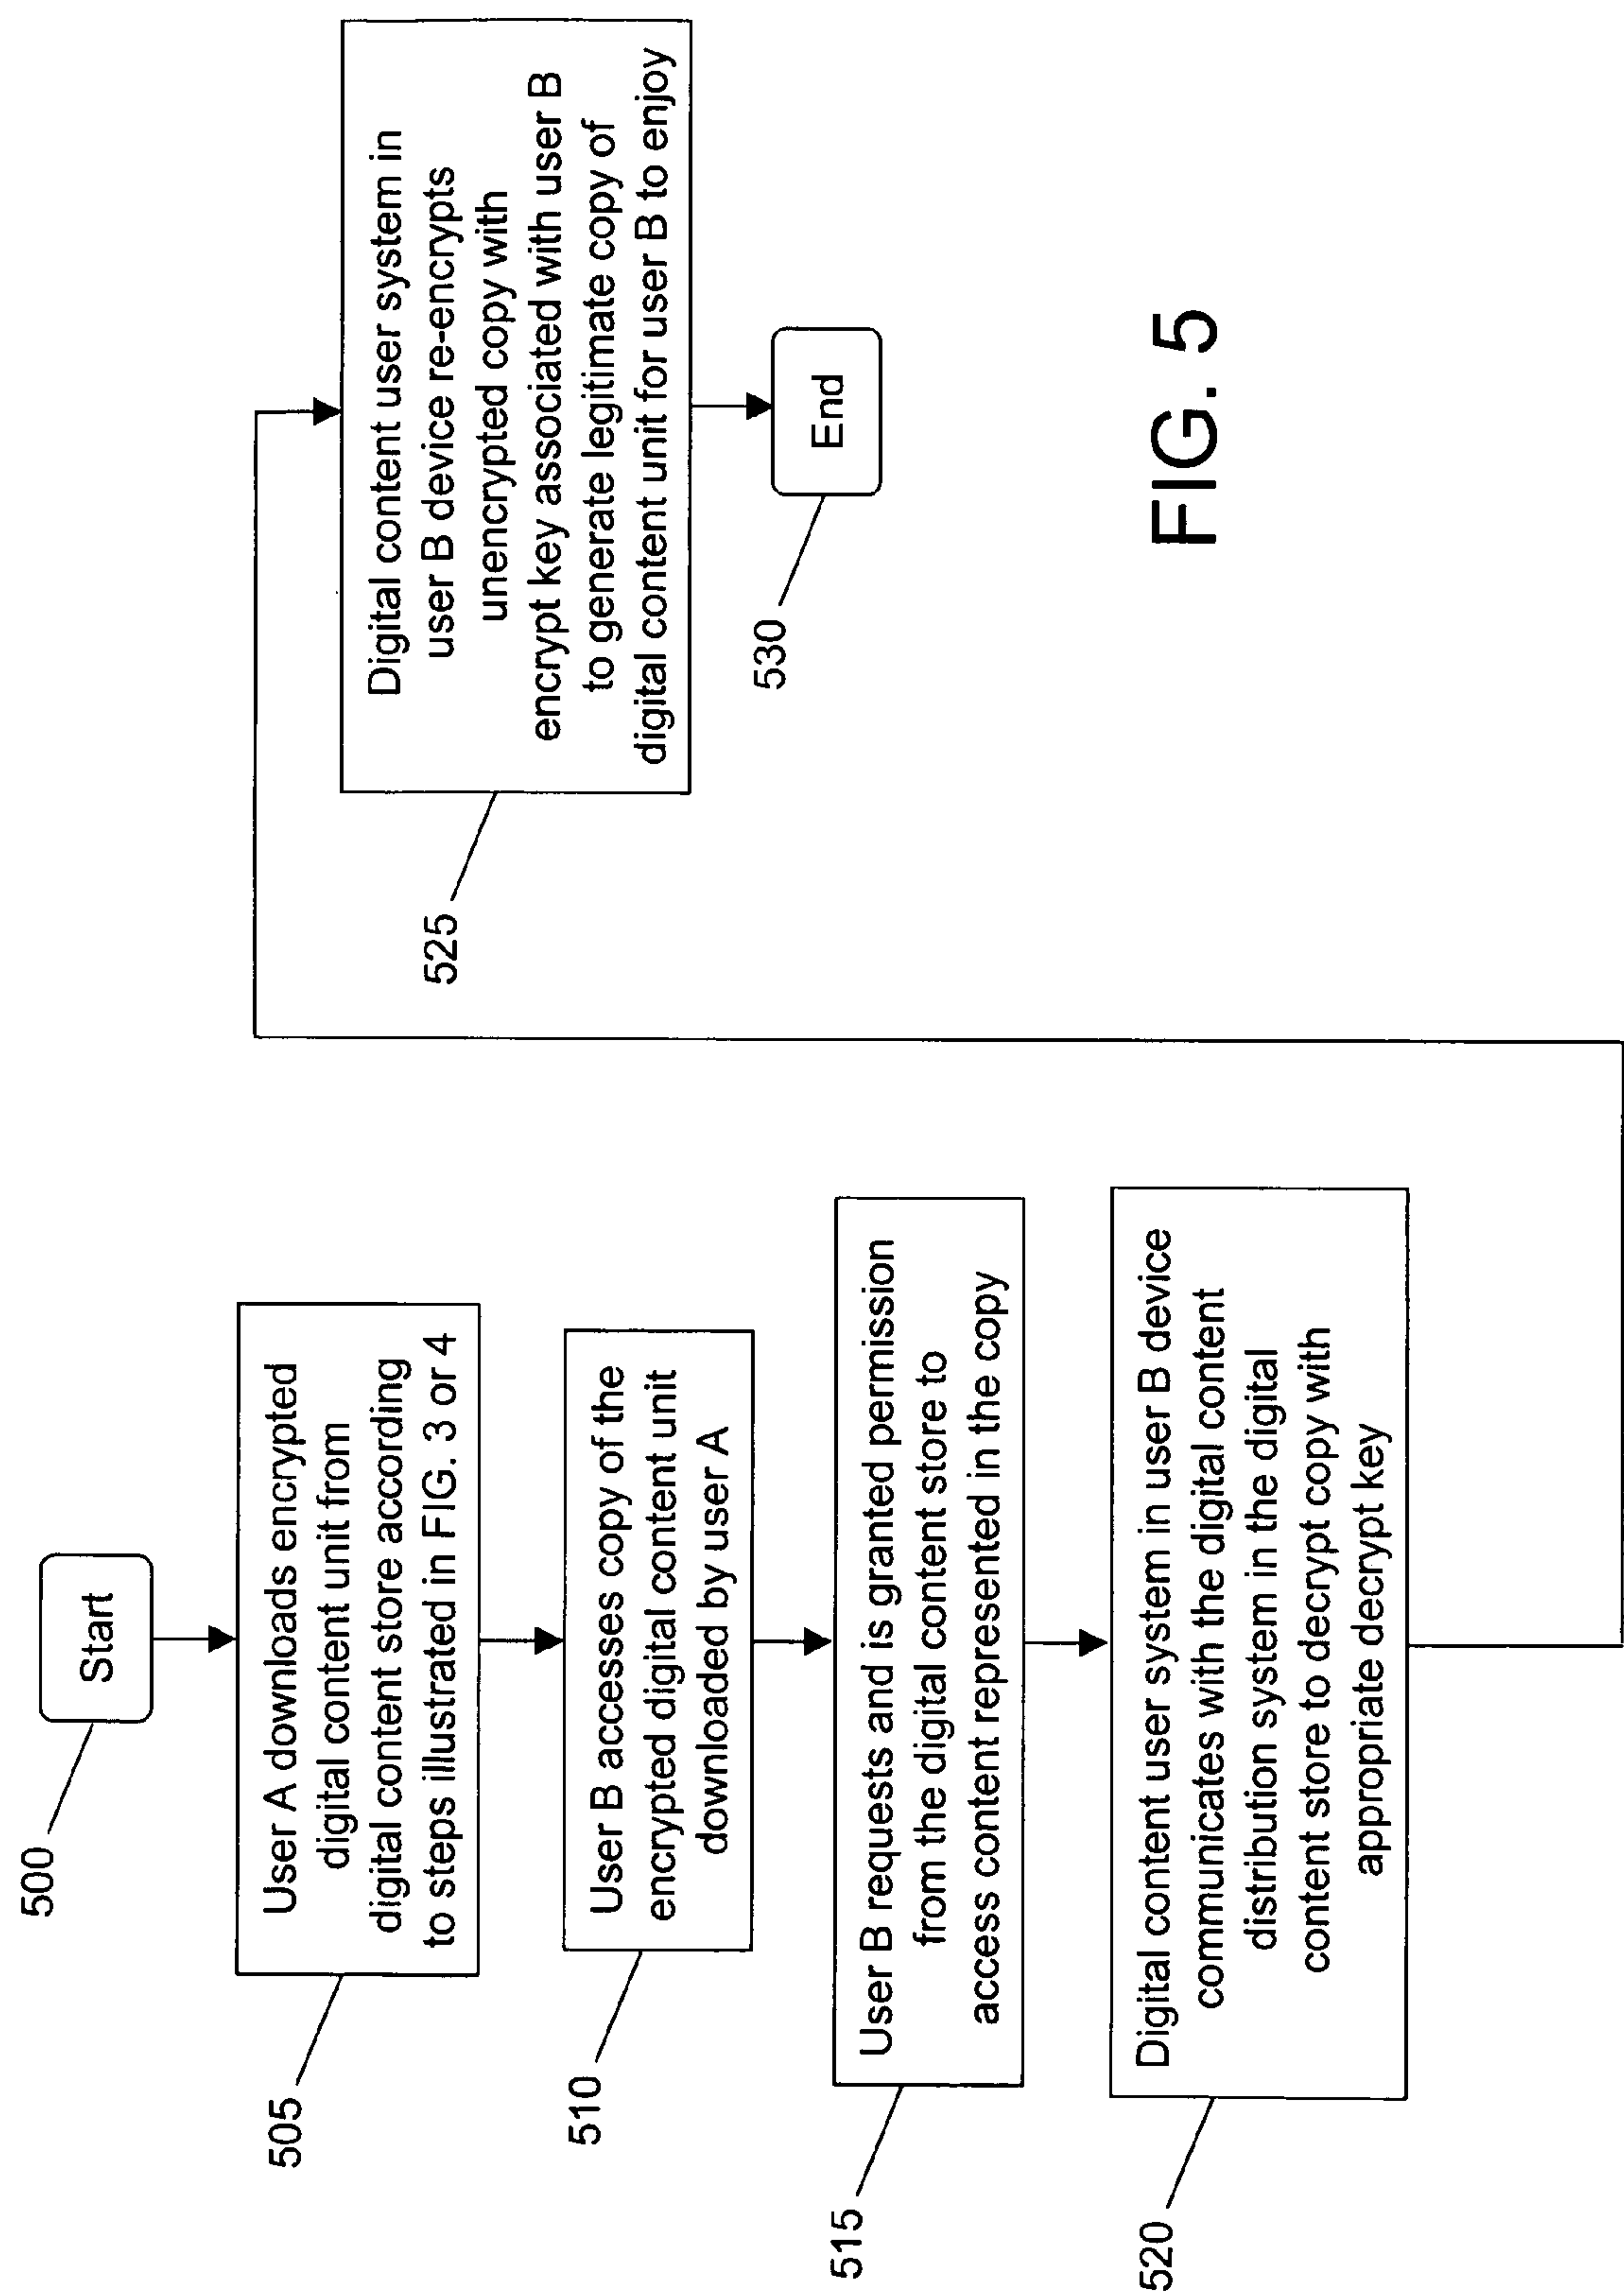 Start
500
User A downloads encrypted
digital content unit from
digital content store according
to steps illustrated in FIG. 3 or 4
505
User B accesses copy of the
encrypted digital content unit
downloaded by user A
510
User B requests and is granted permission
from the digital content store to
access content represented in the copy
515
Digital content user system in user B device
communicates with the digital content
distribution system in the digital
content store to decrypt copy with
appropriate decrypt key
520
Digital content user system in
user B device re-encrypts
unencrypted copy with
encrypt key associated with user B
to generate legitimate copy of
digital content unit for user B to enjoy
525
End
530
FIG. 5